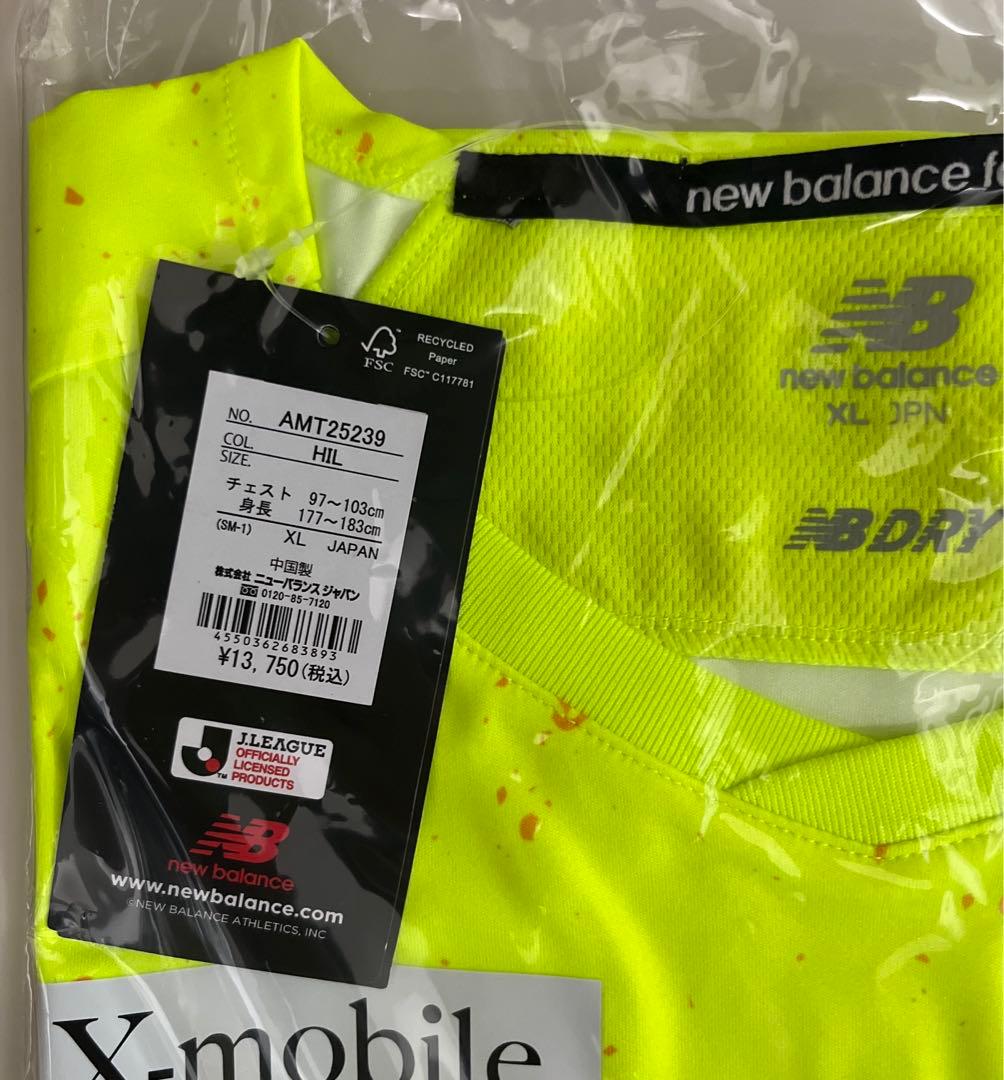 new balance fo
new balance
XL JPN
NB DRY
FSC
RECYCLED
Paper
FSC™ C117781
NO. AMT25239
COL. HIL
SIZE.
チェスト 97～103cm
身長 177～183cm
(SM-1) XL JAPAN
中国製
株式会社 ニューバランス ジャパン
0120-85-7120
4550362683893
¥13,750(税込)
J.LEAGUE
OFFICIALLY
LICENSED
PRODUCTS
TM
new balance
www.newbalance.com
©NEW BALANCE ATHLETICS, INC
X-mobile